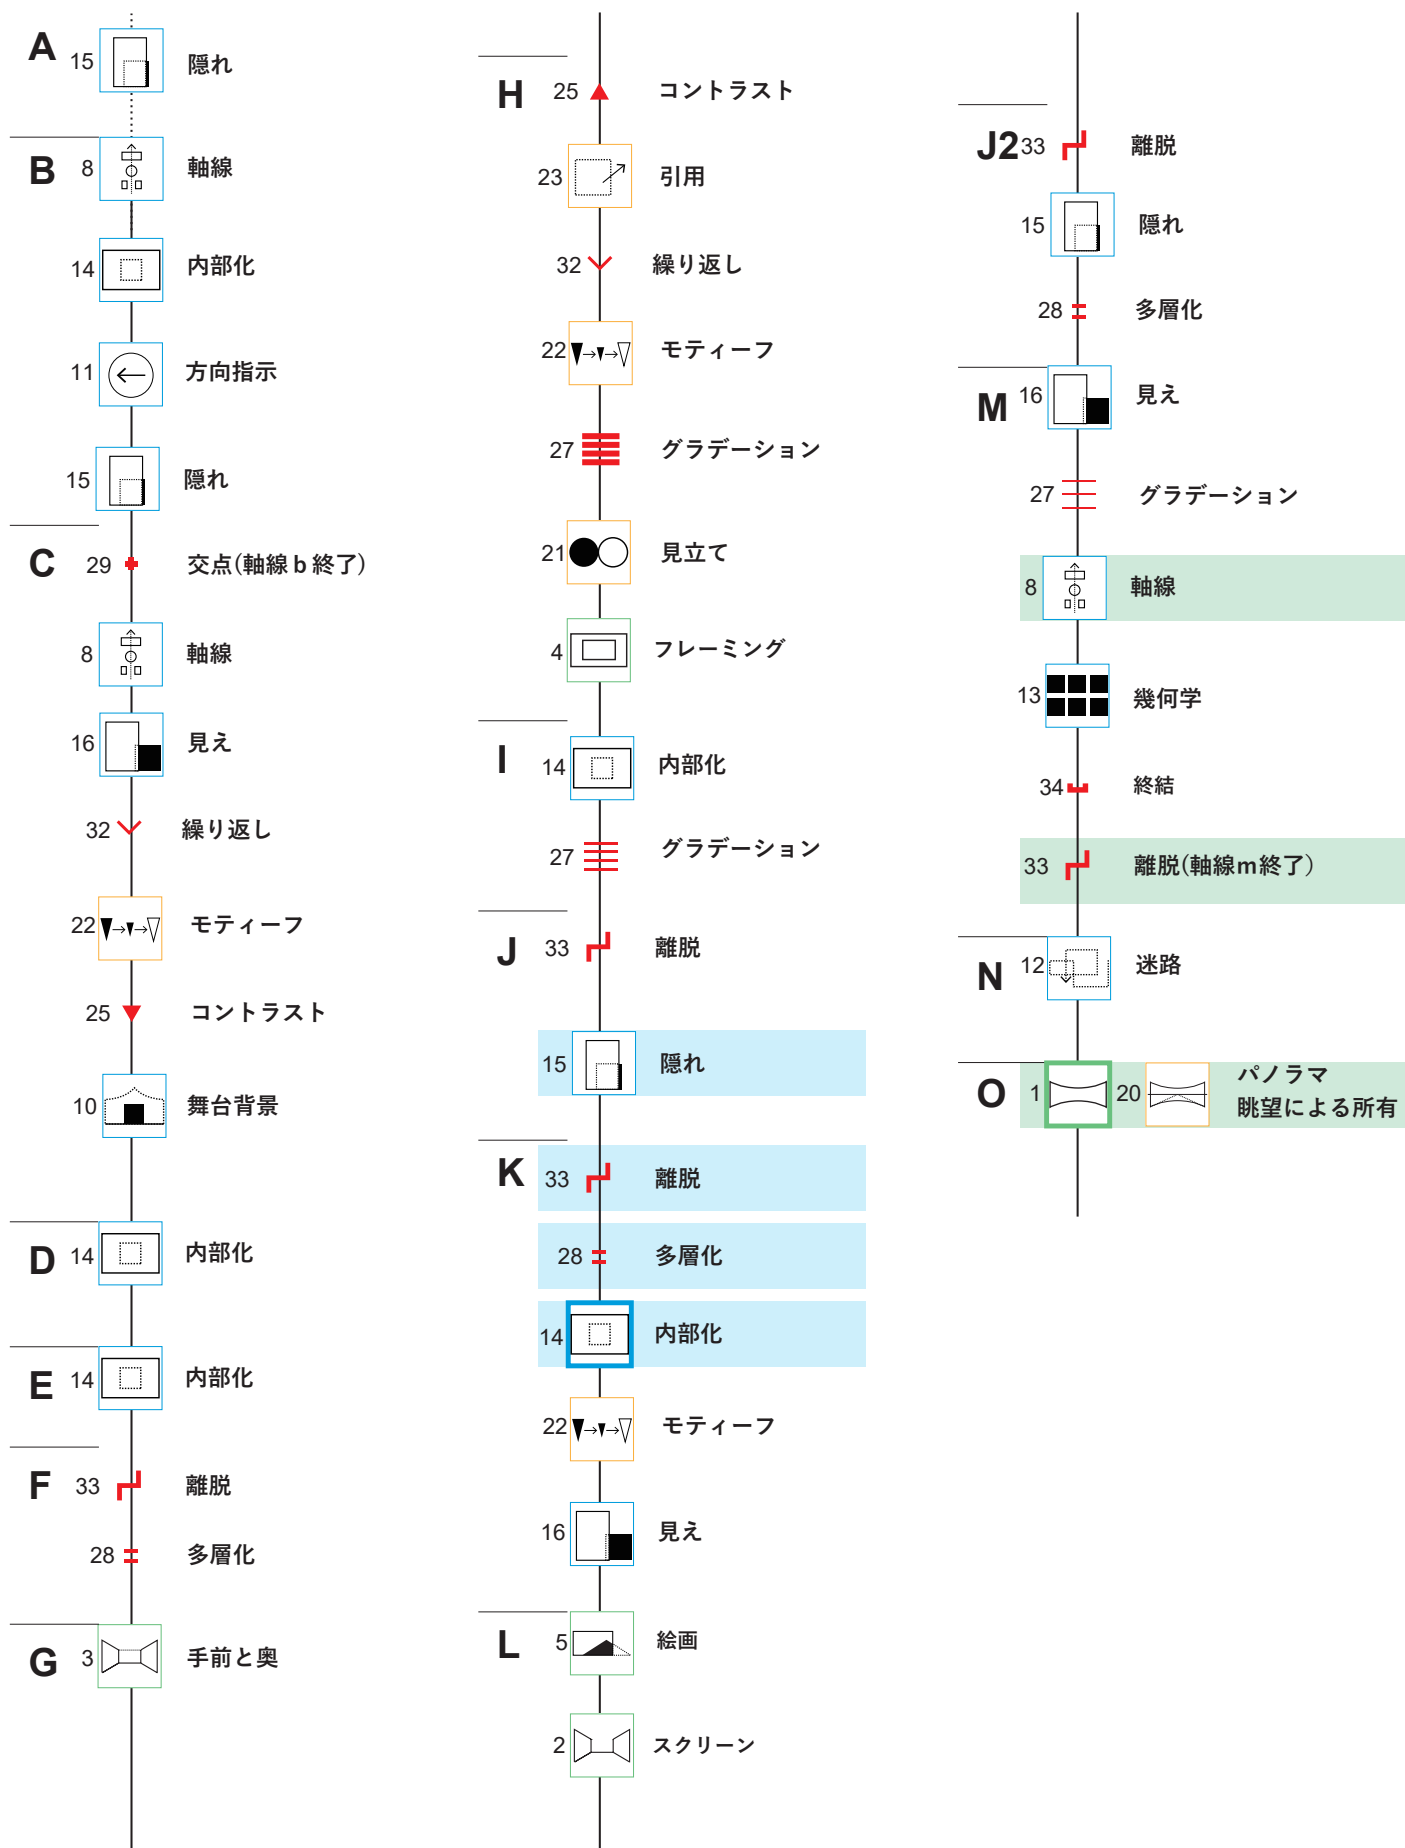 A 15 隠れ
B 8 軸線
14 内部化
11 方向指示
15 隠れ
C 29 交点(軸線 b 終了)
8 軸線
16 見え
32 繰り返し
22 モティーフ
25 コントラスト
10 舞台背景
D 14 内部化
E 14 内部化
F 33 離脱
28 多層化
G 3 手前と奥
H 25 コントラスト
23 引用
32 繰り返し
22 モティーフ
27 グラデーション
21 見立て
4 フレーミング
I 14 内部化
27 グラデーション
J 33 離脱
15 隠れ
K 33 離脱
28 多層化
14 内部化
22 モティーフ
16 見え
L 5 絵画
2 スクリーン
J2 33 離脱
15 隠れ
28 多層化
M 16 見え
27 グラデーション
8 軸線
13 幾何学
34 終結
33 離脱(軸線m終了)
N 12 迷路
O 1 20 パノラマ
眺望による所有